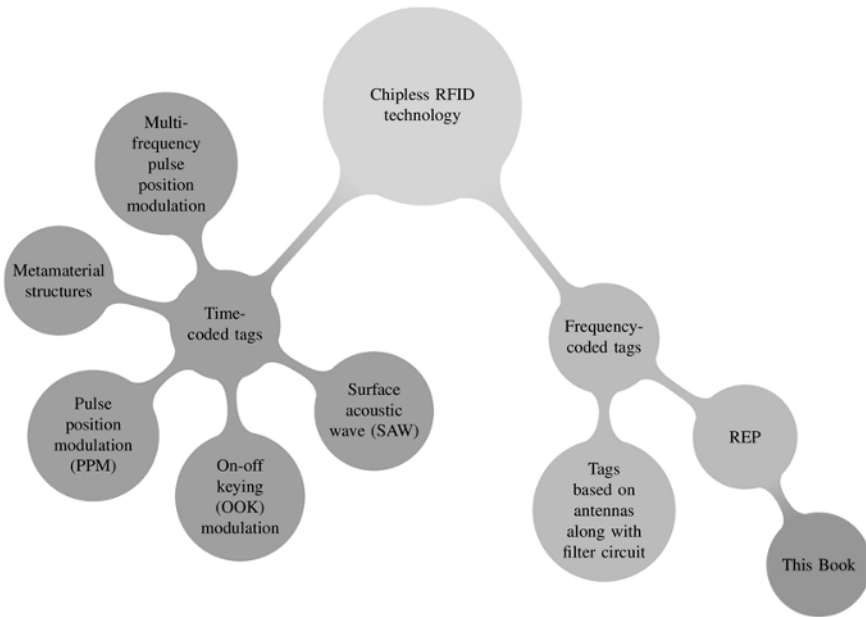 Chipless RFID
technology
Multi-
frequency
pulse
position
modulation
Metamaterial
structures
Time-
coded tags
Pulse
position
modulation
(PPM)
On-off
keying
(OOK)
modulation
Surface
acoustic
wave (SAW)
Frequency-
coded tags
Tags
based on
antennas
along with
filter circuit
REP
This Book